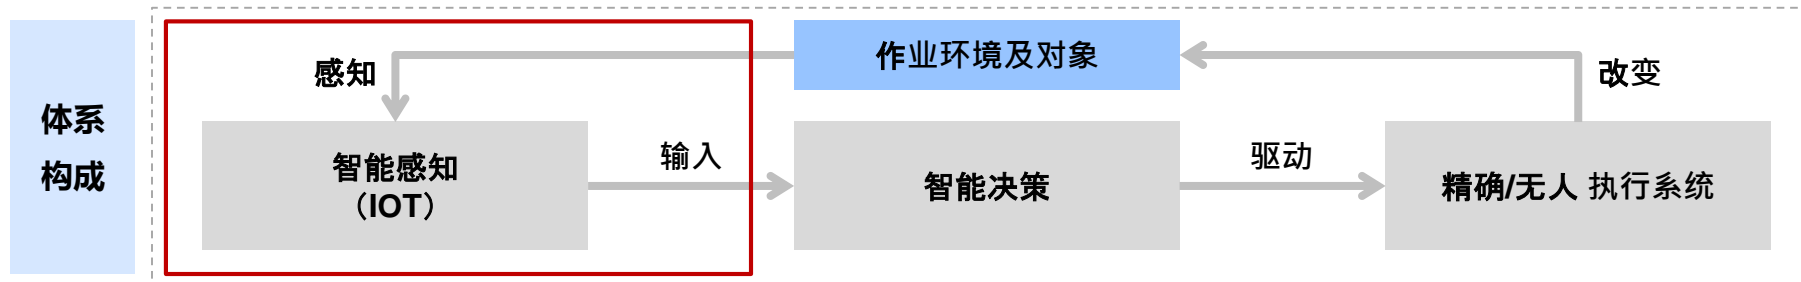 体系
构成
感知
作业环境及对象
改变
智能感知
（IOT）
输入
智能决策
驱动
精确/无人 执行系统